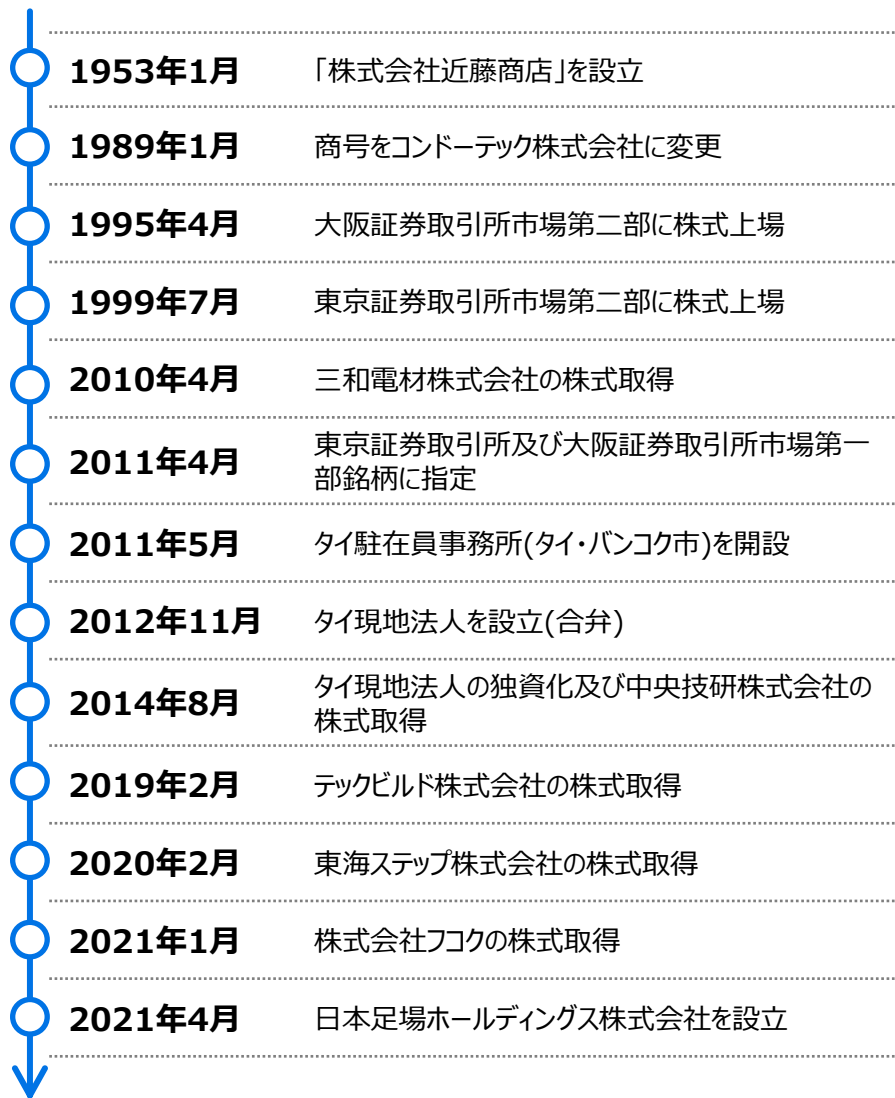 1953年1月 「株式会社近藤商店」を設立
1989年1月 商号をコンドーテック株式会社に変更
1995年4月 大阪証券取引所市場第二部に株式上場
1999年7月 東京証券取引所市場第二部に株式上場
2010年4月 三和電材株式会社の株式取得
2011年4月 東京証券取引所及び大阪証券取引所市場第一
部銘柄に指定
2011年5月 タイ駐在員事務所(タイ・バンコク市)を開設
2012年11月 タイ現地法人を設立(合弁)
2014年8月 タイ現地法人の独資化及び中央技研株式会社の
株式取得
2019年2月 テックビルド株式会社の株式取得
2020年2月 東海ステップ株式会社の株式取得
2021年1月 株式会社フコクの株式取得
2021年4月 日本足場ホールディングス株式会社を設立